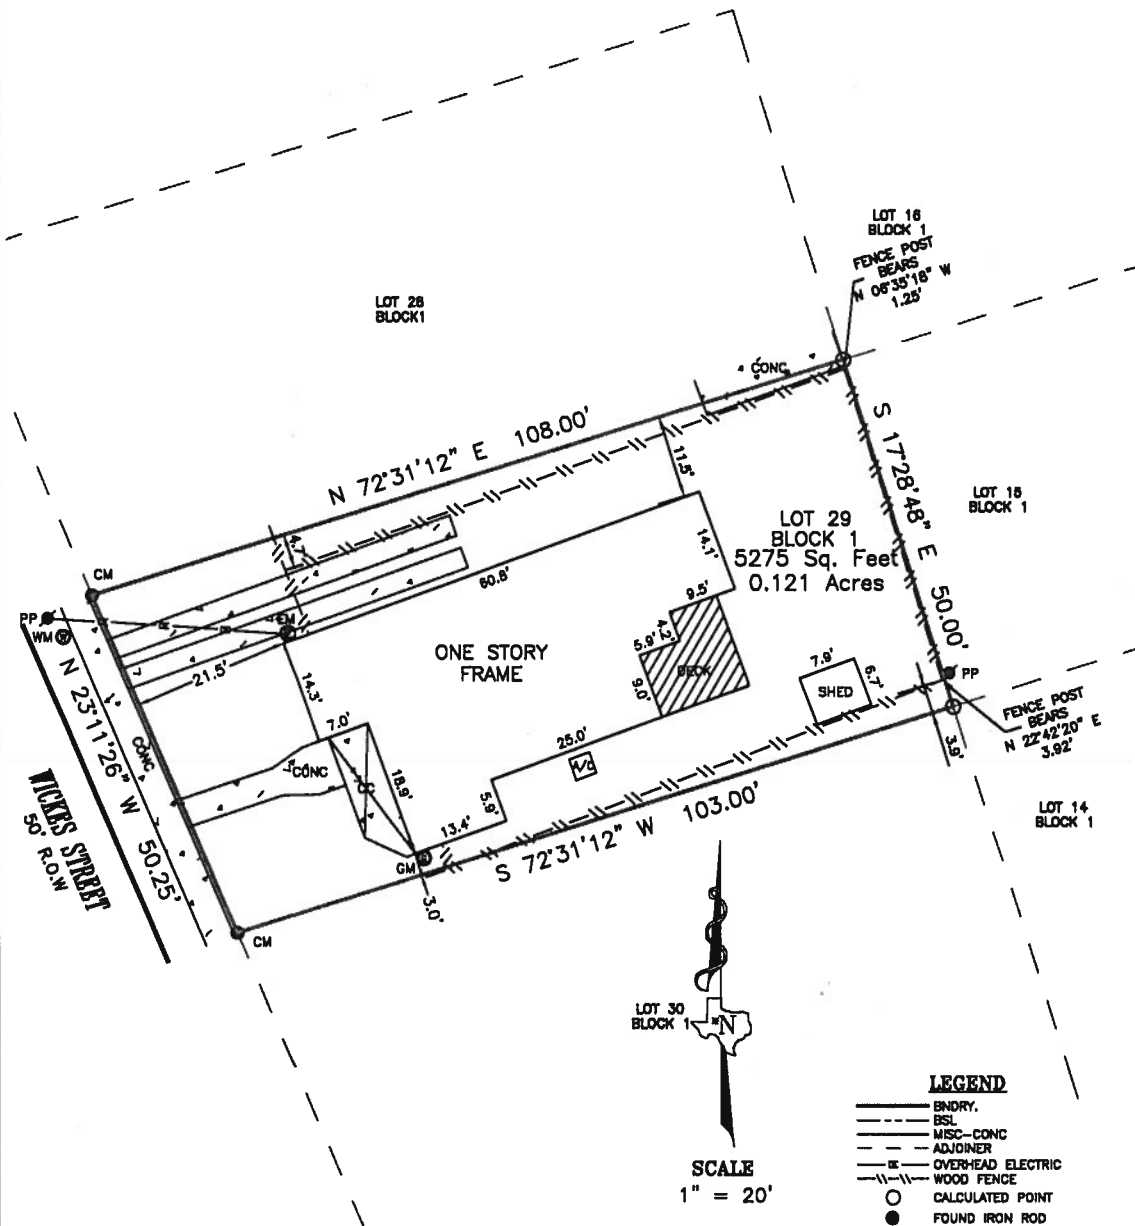 LOT 16
BLOCK 1
FENCE POST
BEARS
N 06°35'18" W
1.25'
LOT 28
BLOCK1
CONC
N 72°31'12" E 108.00'
S 17°28'48" E 50.00'
11.5'
LOT 15
BLOCK 1
LOT 29
BLOCK 1
5275 Sq. Feet
0.121 Acres
14.1'
4.7'
60.8'
CM
PP
WM
EM
21.5'
14.3'
ONE STORY
FRAME
9.5'
4.2'
5.9'
9.0'
DECK
7.9'
6.7'
SHED
PP
FENCE POST
BEARS
N 22°42'20" E
3.92'
3.9'
N 23°11'26" W 50.25'
CONC
WICKES STREET
50' R.O.W
7.0'
CONC
18.9'
CC
25.0'
A/C
5.9'
13.4'
GM
S 72°31'12" W 103.00'
3.0'
CM
LOT 14
BLOCK 1
LOT 30
BLOCK 1
N
SCALE
1" = 20'
LEGEND
BNDRY.
BSL
MISC-CONC
ADJOINER
OE OVERHEAD ELECTRIC
WOOD FENCE
CALCULATED POINT
FOUND IRON ROD